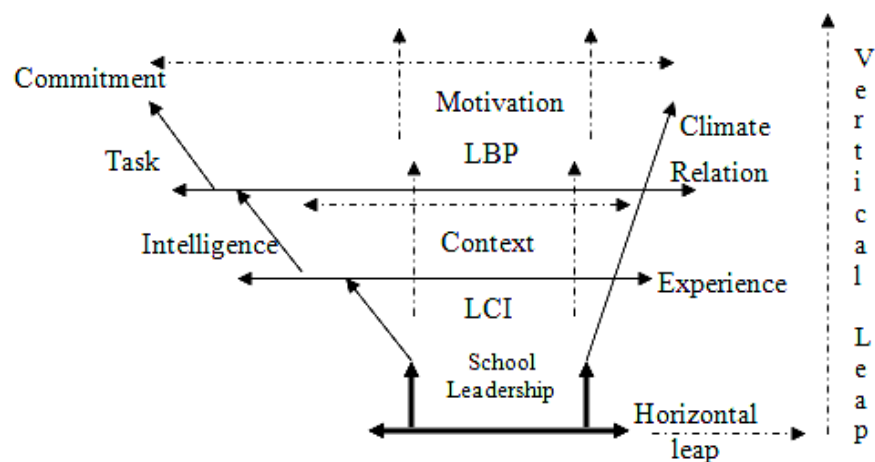 Commitment
Motivation
Climate
Task
LBP
Relation
Intelligence
Context
Experience
LCI
School
Leadership
Horizontal
leap
Vertical Leap